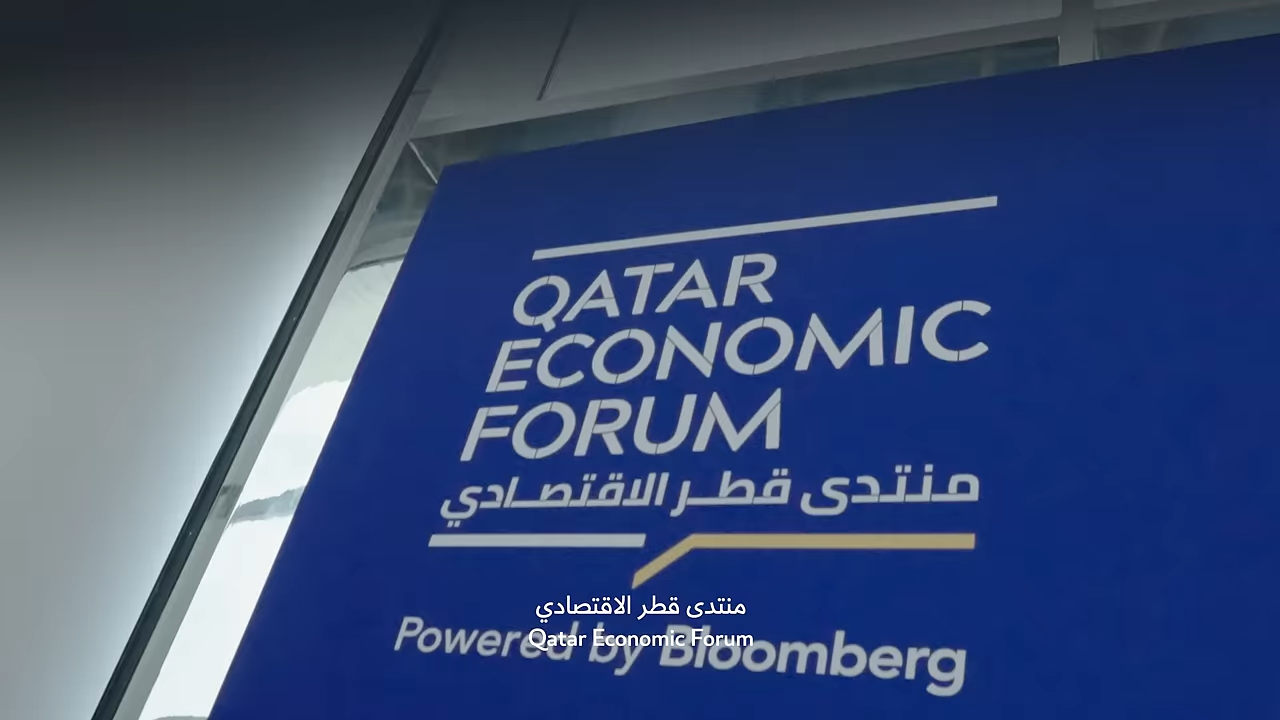 QATAR
ECONOMIC
FORUM
منتدى قطر الاقتصادي
منتدى قطر الاقتصادي
Qatar Economic Forum
Powered by Bloomberg